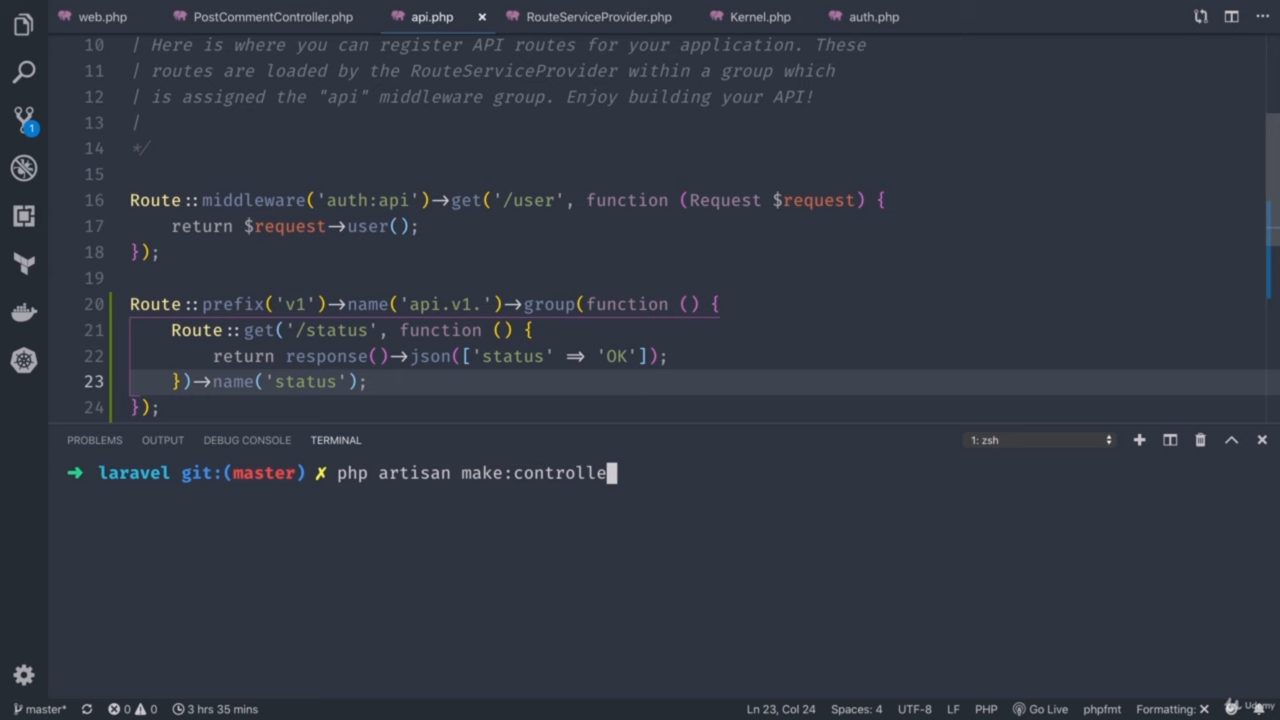 web.php PostCommentController.php api.php RouteServiceProvider.php Kernel.php auth.php
10 | Here is where you can register API routes for your application. These
11 | routes are loaded by the RouteServiceProvider within a group which
12 | is assigned the "api" middleware group. Enjoy building your API!
13 |
14 */
15
16 Route::middleware('auth:api')->get('/user', function (Request $request) {
17 return $request->user();
18 });
19
20 Route::prefix('v1')->name('api.v1.')->group(function () {
21 Route::get('/status', function () {
22 return response()->json(['status' => 'OK']);
23 })->name('status');
24 });
PROBLEMS OUTPUT DEBUG CONSOLE TERMINAL 1: zsh
➜ laravel git:(master) ✗ php artisan make:controlle
master* 0 0 3 hrs 35 mins Ln 23, Col 24 Spaces: 4 UTF-8 LF PHP Go Live phpfmt Formatting: ✕ Udemy
1